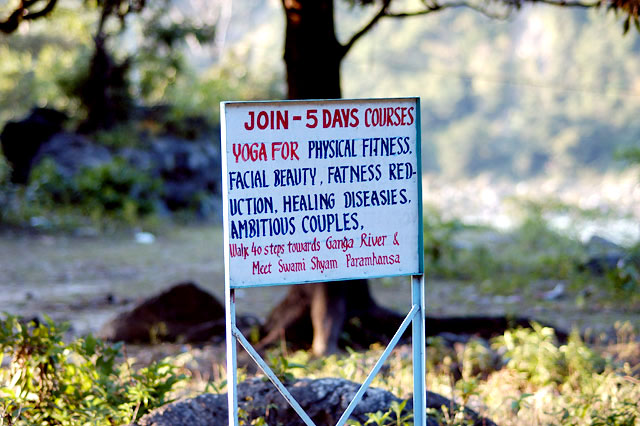 JOIN - 5 DAYS COURSES
YOGA FOR PHYSICAL FITNESS,
FACIAL BEAUTY, FATNESS RED-
UCTION, HEALING DISEASES,
AMBITIOUS COUPLES,
Walk 40 steps towards Ganga River &
Meet Swami Shyam Paramhansa